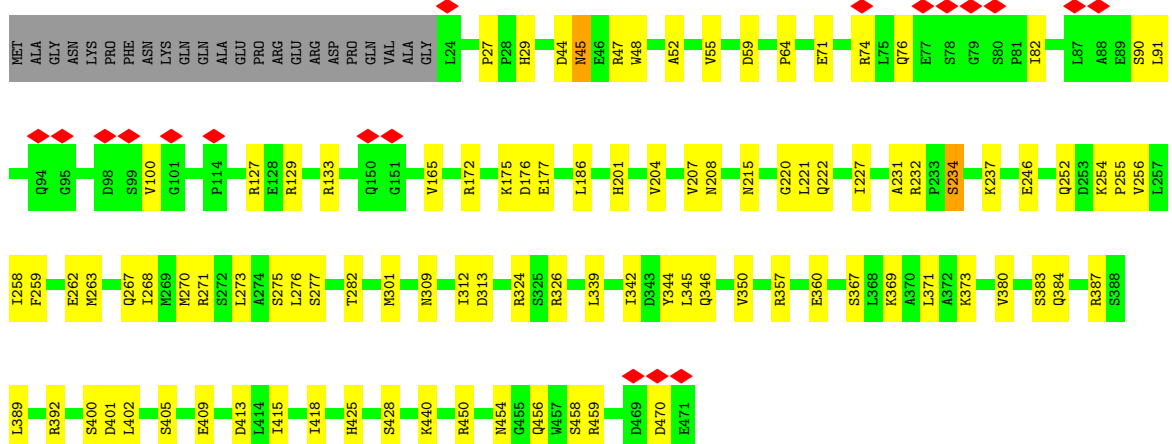 MET ALA GLY ASN LYS PRO PHE ASN LYS GLN GLN ALA GLU PRO ARG GLU ARG ASP PRO GLN VAL ALA GLY L24 P27 P28 H29 D44 N45 E46 R47 W48 A52 V55 D59 P64 E71 R74 L75 Q76 E77 S78 G79 S80 P81 I82 L87 A88 E89 S90 L91
Q94 G95 D98 S99 V100 G101 P114 R127 E128 R129 R133 Q150 G151 V165 R172 K175 D176 E177 L186 H201 V204 V207 N208 N215 G220 L221 Q222 I227 A231 R232 P233 S234 K237 E246 Q252 D253 K254 P255 V256 L257
I258 F259 E262 M263 Q267 I268 M269 M270 R271 S272 L273 A274 S275 L276 S277 T282 M301 N309 I312 D313 R324 S325 R326 L339 I342 D343 Y344 L345 Q346 V350 R357 E360 S367 L368 K369 A370 L371 A372 K373 V380 S383 Q384 R387 S388
L389 R392 S400 D401 L402 S405 E409 D413 L414 I415 I418 H425 S428 K440 R450 N454 G455 Q456 W457 S458 R459 D469 D470 E471